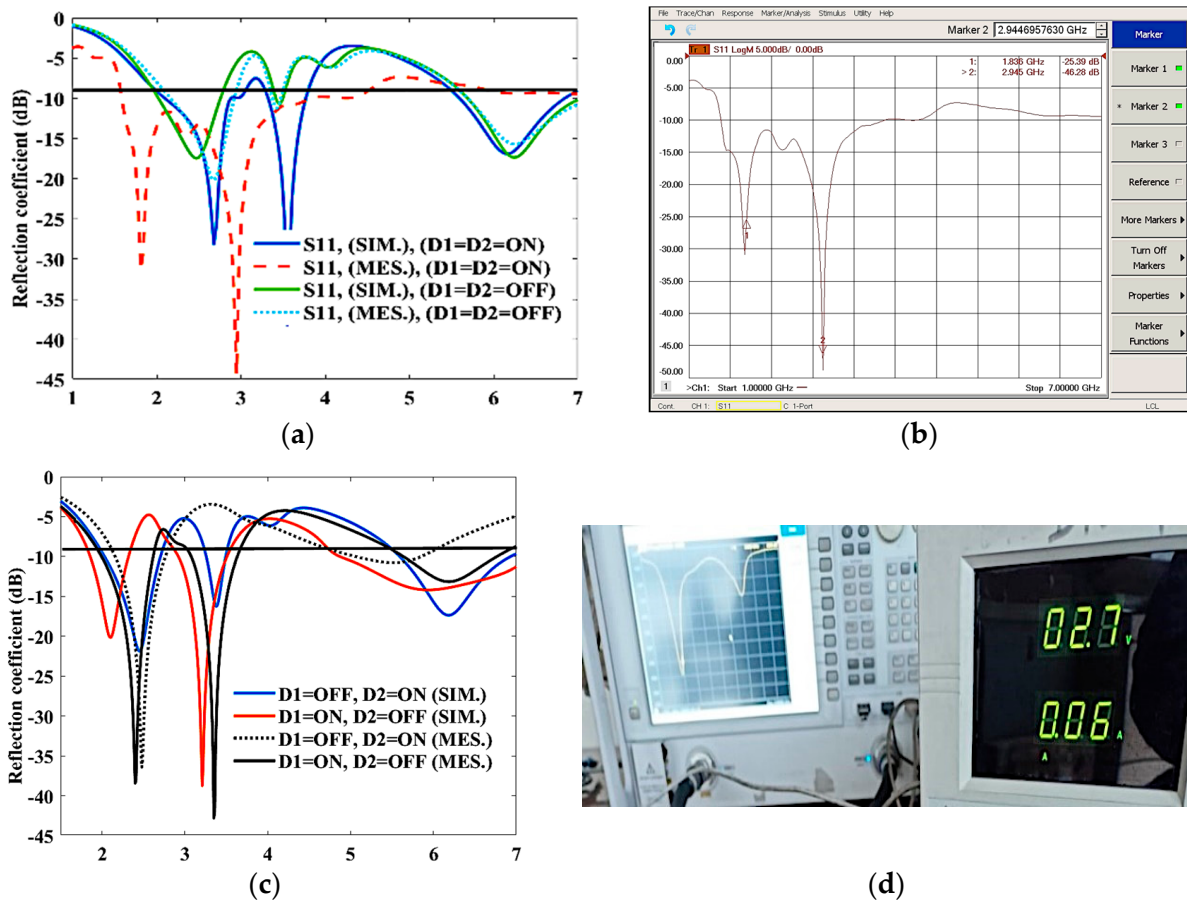 0
-5
-10
-15
-20
-25
-30
-35
-40
-45
Reflection coefficient (dB)
S11, (SIM.), (D1=D2=ON)
S11, (MES.), (D1=D2=ON)
S11, (SIM.), (D1=D2=OFF)
S11, (MES.), (D1=D2=OFF)
1 2 3 4 5 6 7
(a)
File Trace/Chan Response Marker/Analysis Stimulus Utility Help
Marker 2 2.9446957630 GHz
Tr 1 S11 LogM 5.000dB/ 0.00dB
1: 1.836 GHz -25.39 dB
> 2: 2.945 GHz -46.28 dB
0.00
-5.00
-10.00
-15.00
-20.00
-25.00
-30.00
-35.00
-40.00
-45.00
-50.00
1
2
1 >Ch1: Start 1.00000 GHz Stop 7.00000 GHz
Cont. CH 1: S11 C 1-Port LCL
Marker
Marker 1
* Marker 2
Marker 3
Reference
More Markers
Turn Off
Markers
Properties
Marker
Functions
(b)
0
-5
-10
-15
-20
-25
-30
-35
-40
-45
Reflection coefficient (dB)
D1=OFF, D2=ON (SIM.)
D1=ON, D2=OFF (SIM.)
D1=OFF, D2=ON (MES.)
D1=ON, D2=OFF (MES.)
2 3 4 5 6 7
(c)
02.7 V
0.06 A
A
(d)